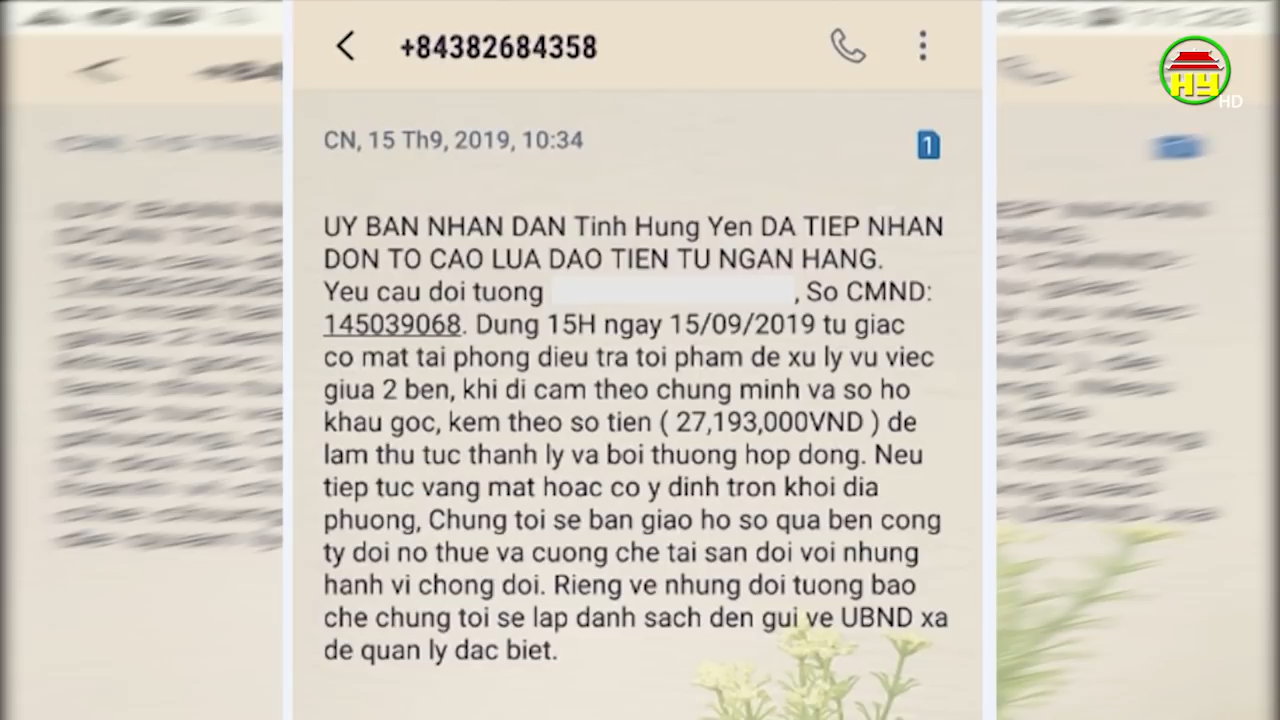 +84382684358
HY
HD
CN, 15 Th9, 2019, 10:34
1
UY BAN NHAN DAN Tinh Hung Yen DA TIEP NHAN
DON TO CAO LUA DAO TIEN TU NGAN HANG.
Yeu cau doi tuong , So CMND:
145039068. Dung 15H ngay 15/09/2019 tu giac
co mat tai phong dieu tra toi pham de xu ly vu viec
giua 2 ben, khi di cam theo chung minh va so ho
khau goc, kem theo so tien ( 27,193,000VND ) de
lam thu tuc thanh ly va boi thuong hop dong. Neu
tiep tuc vang mat hoac co y dinh tron khoi dia
phuong, Chung toi se ban giao ho so qua ben cong
ty doi no thue va cuong che tai san doi voi nhung
hanh vi chong doi. Rieng ve nhung doi tuong bao
che chung toi se lap danh sach den gui ve UBND xa
de quan ly dac biet.